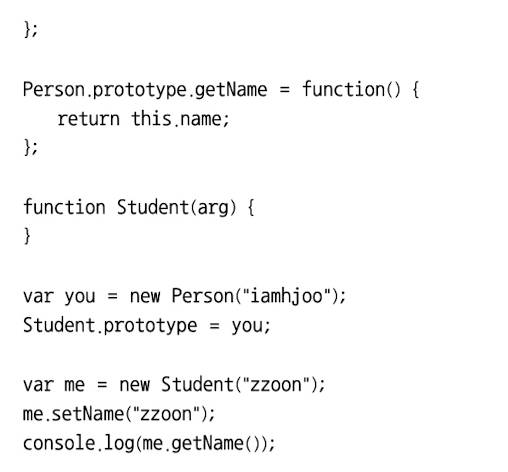 };
Person.prototype.getName = function() {
return this.name;
};
function Student(arg) {
}
var you = new Person("iamhjoo");
Student.prototype = you;
var me = new Student("zzoon");
me.setName("zzoon");
console.log(me.getName());